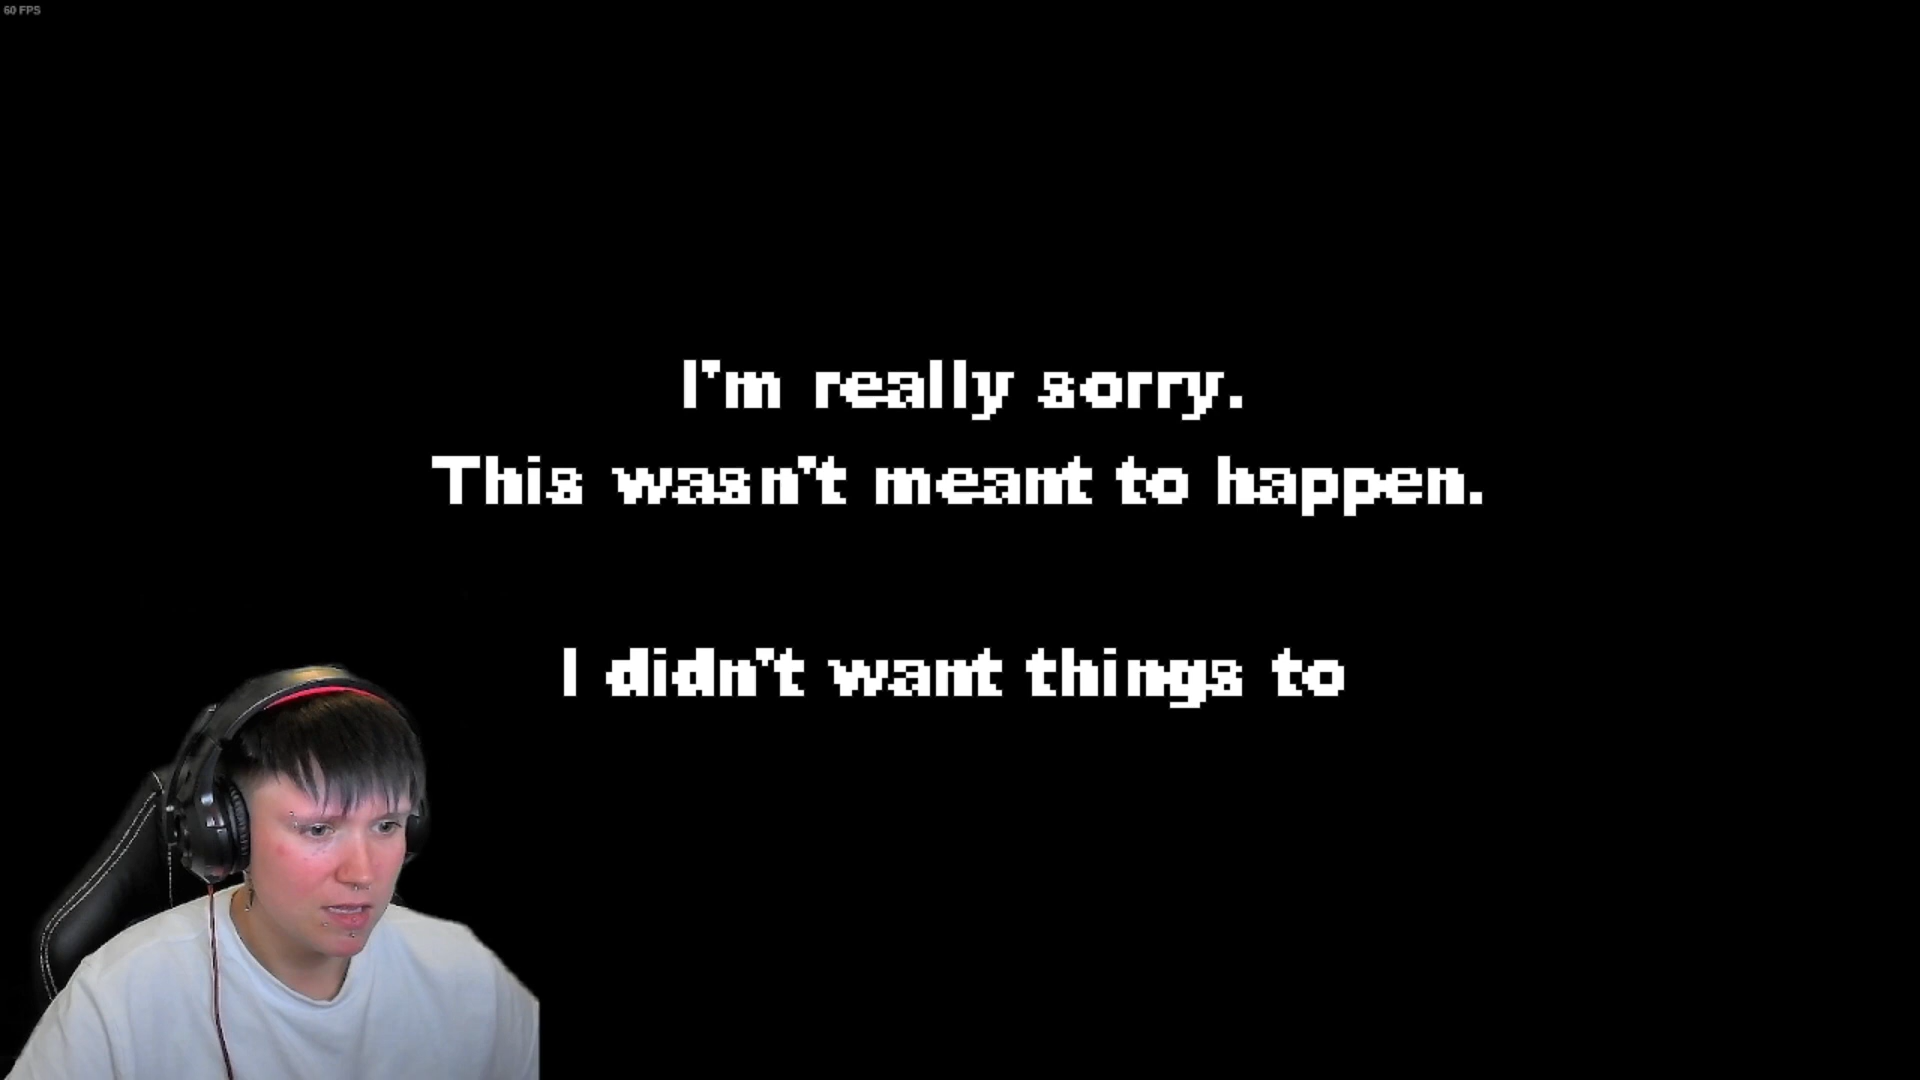 60 FPS
I'm really sorry.
This wasn't meant to happen.
I didn't want things to